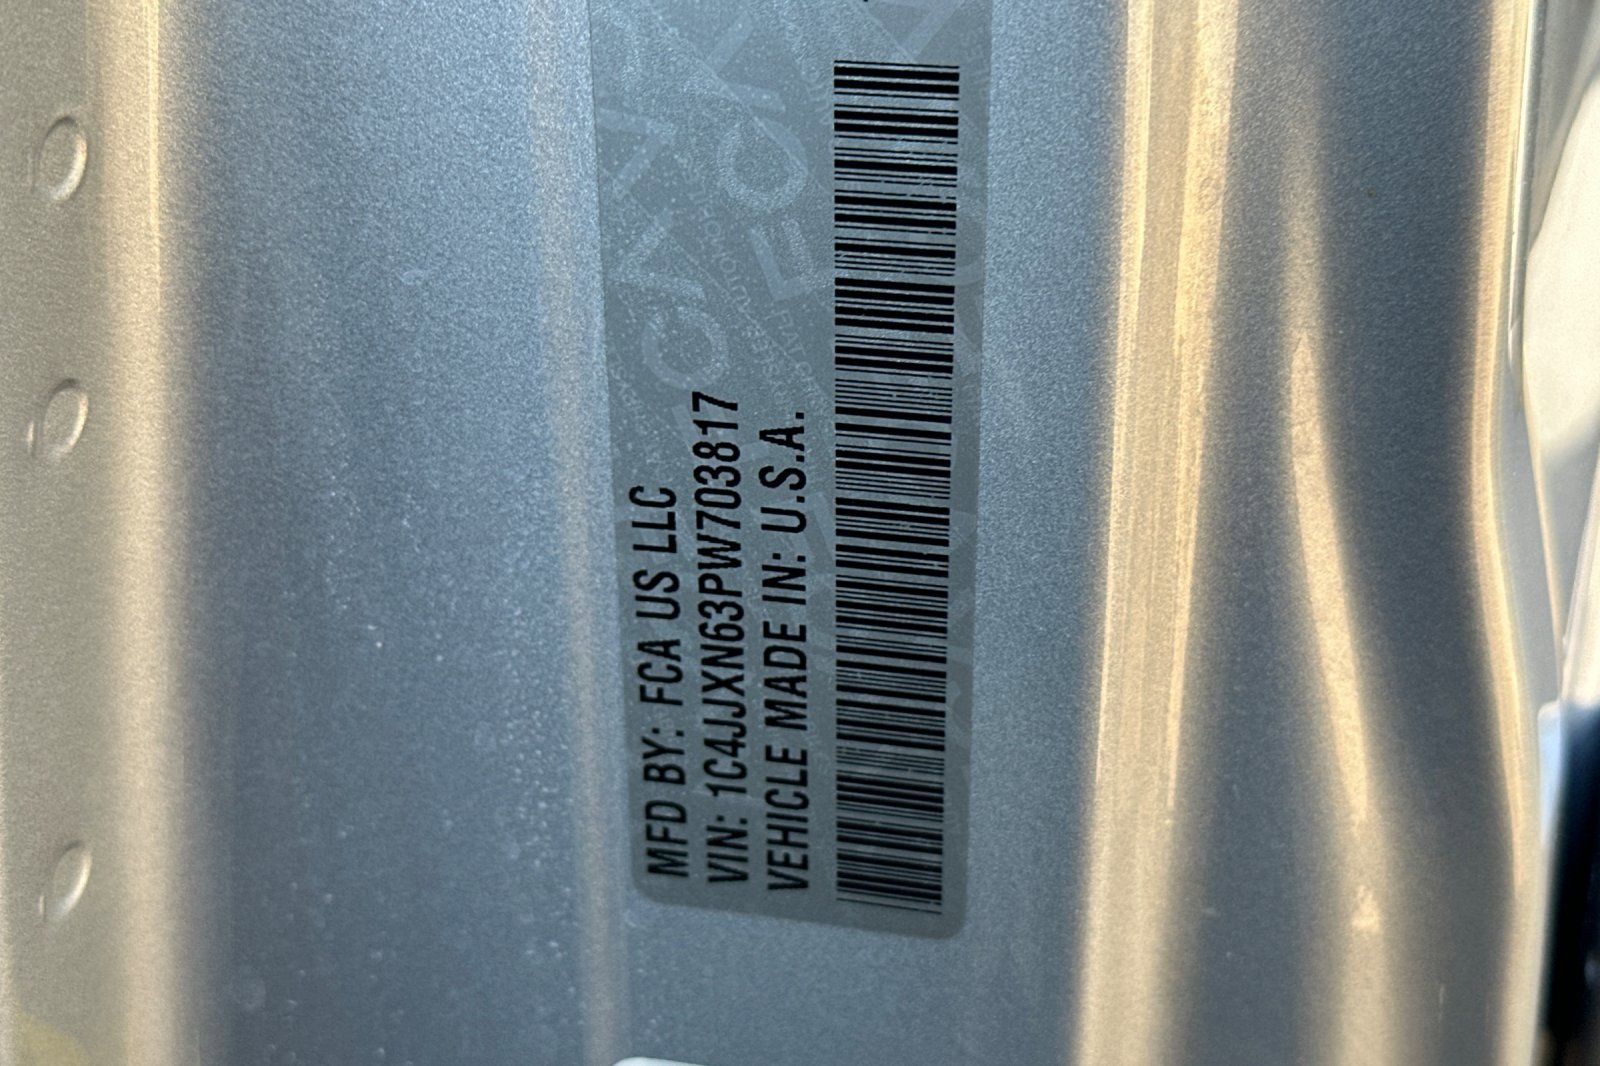 MFD BY: FCA US LLC
VIN: 1C4JJXN63PW703817
VEHICLE MADE IN: U.S.A.